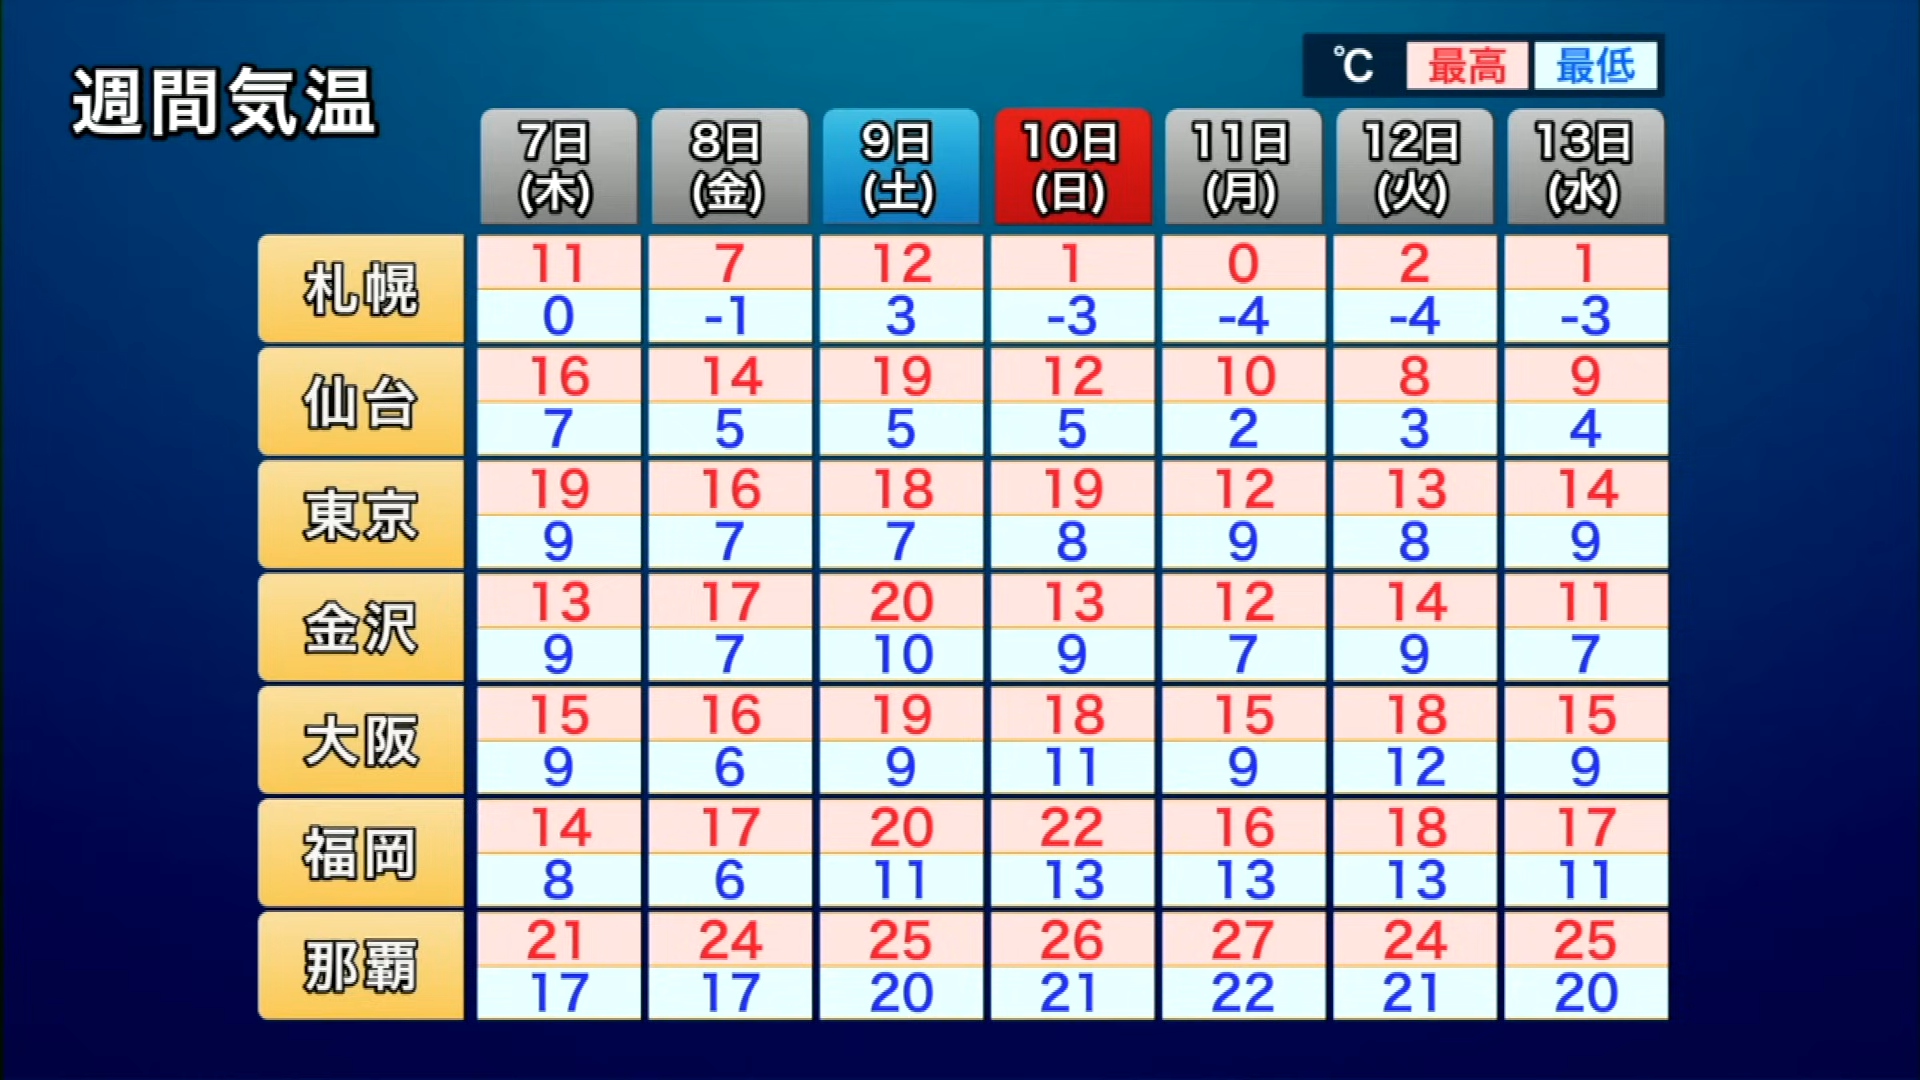 週間気温
℃ 最高 最低
7日 8日 9日 10日 11日 12日 13日
(木) (金) (土) (日) (月) (火) (水)
札幌 11 7 12 1 0 2 1
0 -1 3 -3 -4 -4 -3
仙台 16 14 19 12 10 8 9
7 5 5 5 2 3 4
東京 19 16 18 19 12 13 14
9 7 7 8 9 8 9
金沢 13 17 20 13 12 14 11
9 7 10 9 7 9 7
大阪 15 16 19 18 15 18 15
9 6 9 11 9 12 9
福岡 14 17 20 22 16 18 17
8 6 11 13 13 13 11
那覇 21 24 25 26 27 24 25
17 17 20 21 22 21 20